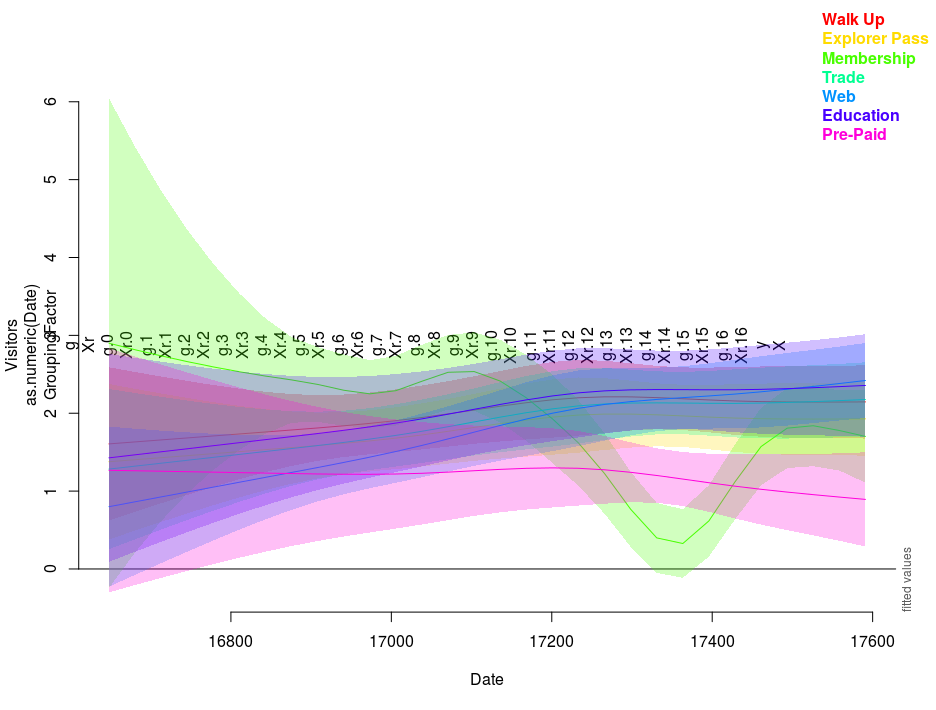 Walk Up
Explorer Pass
Membership
Trade
Web
Education
Pre-Paid
Visitors
as.numeric(Date)
GroupingFactor
g
Xr
g.0
Xr.0
g.1
Xr.1
g.2
Xr.2
g.3
Xr.3
g.4
Xr.4
g.5
Xr.5
g.6
Xr.6
g.7
Xr.7
g.8
Xr.8
g.9
Xr.9
g.10
Xr.10
g.11
Xr.11
g.12
Xr.12
g.13
Xr.13
g.14
Xr.14
g.15
Xr.15
g.16
Xr.16
y
X
6
5
4
3
2
1
0
fitted values
16800 17000 17200 17400 17600
Date